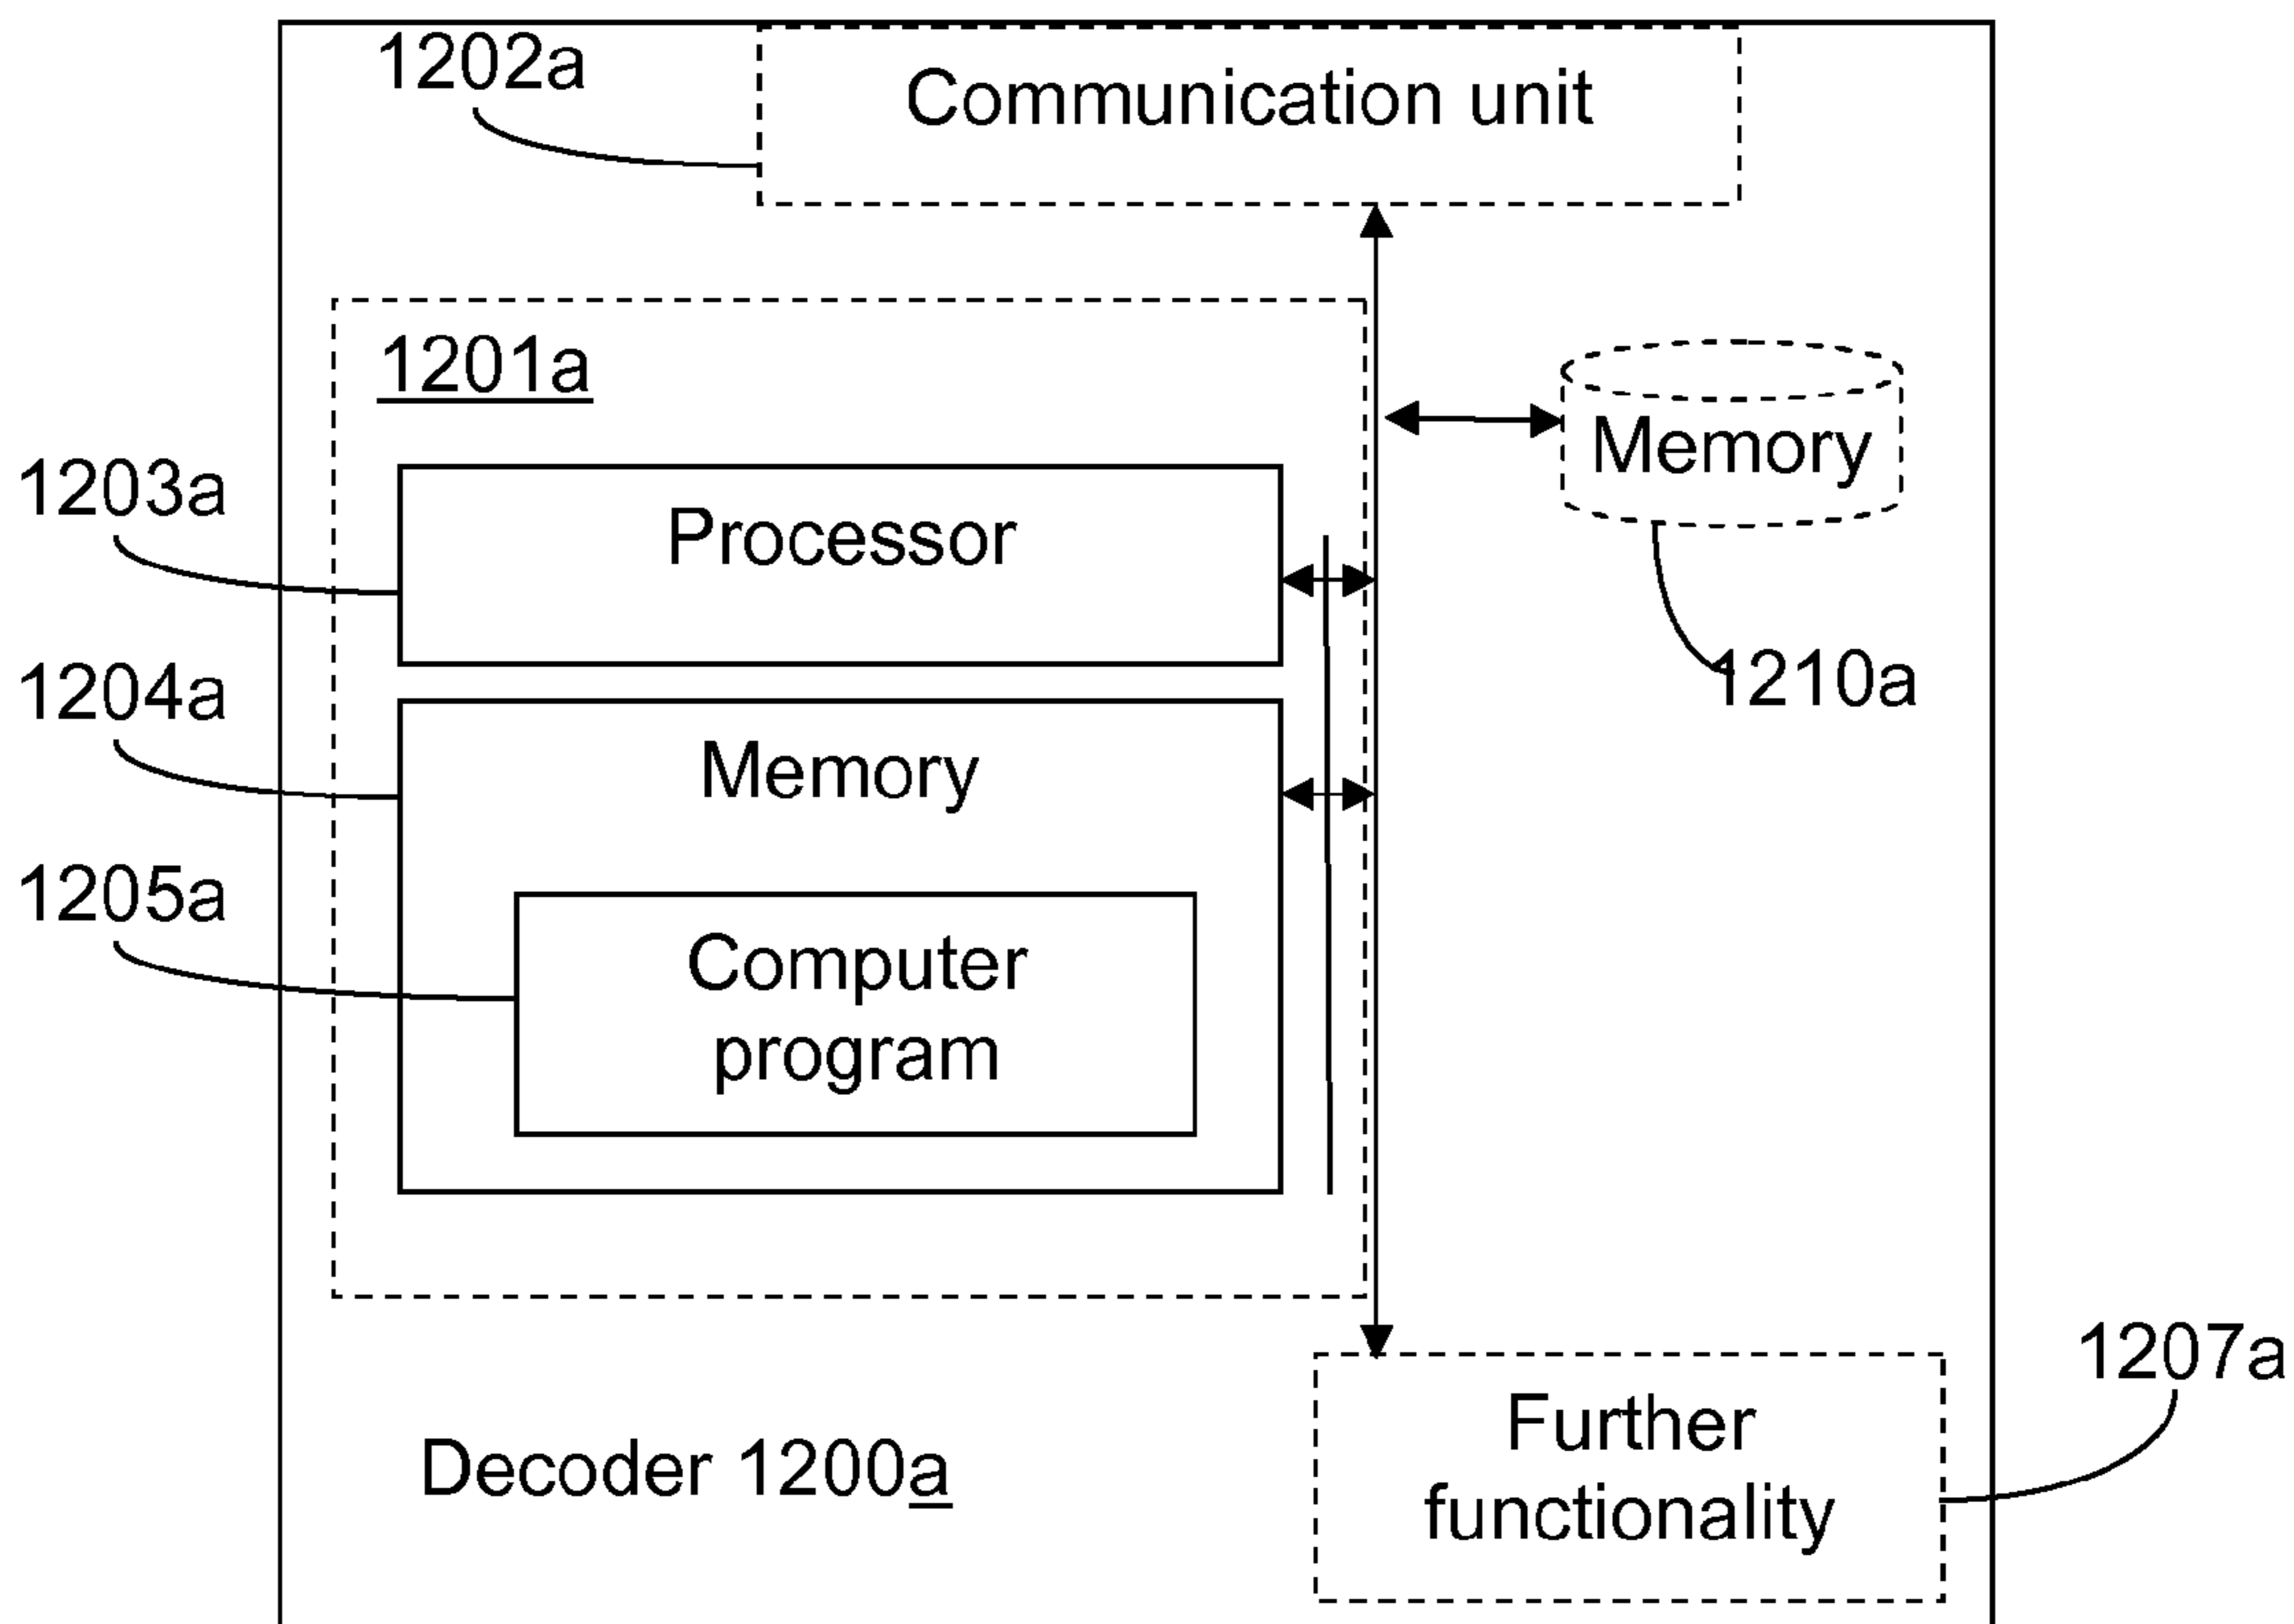 1202a
Communication unit
1201a
1203a
Processor
Memory
1210a
1204a
Memory
1205a
Computer
program
1207a
Further
functionality
Decoder 1200a